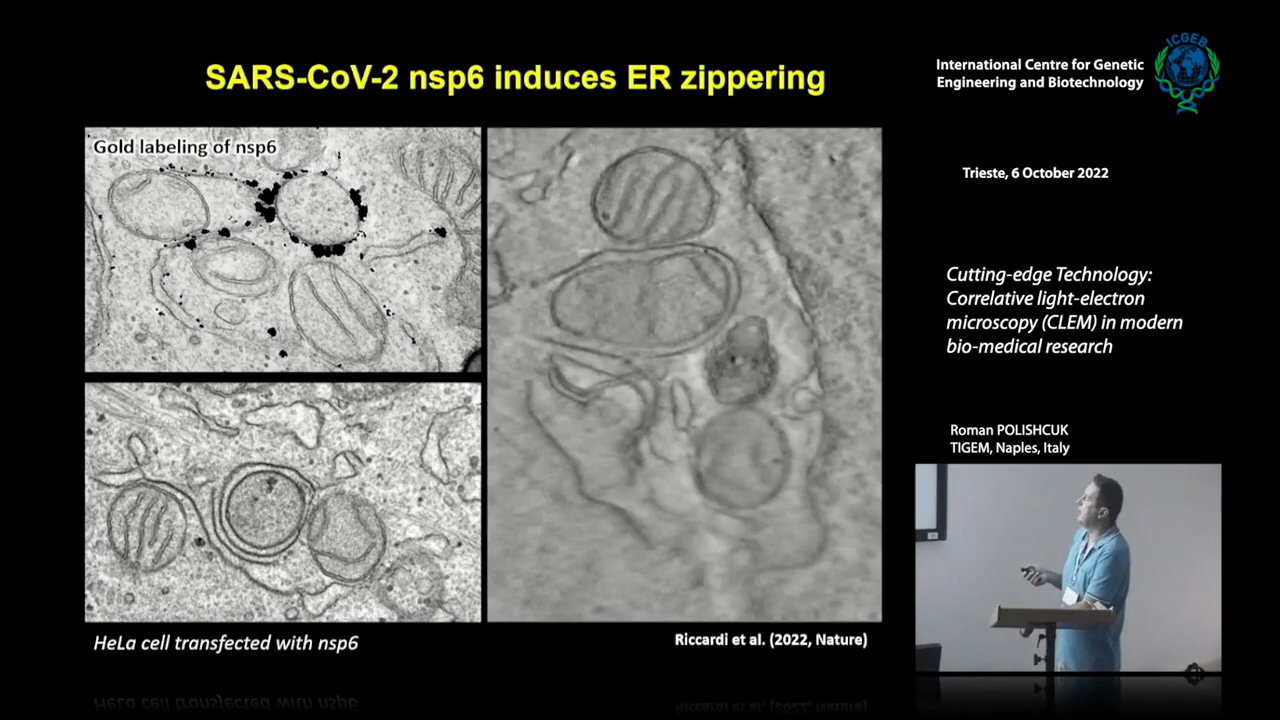 SARS-CoV-2 nsp6 induces ER zippering
Gold labeling of nsp6
HeLa cell transfected with nsp6
Riccardi et al. (2022, Nature)
International Centre for Genetic
Engineering and Biotechnology
ICGEB
Trieste, 6 October 2022
Cutting-edge Technology:
Correlative light-electron
microscopy (CLEM) in modern
bio-medical research
Roman POLISHCUK
TIGEM, Naples, Italy